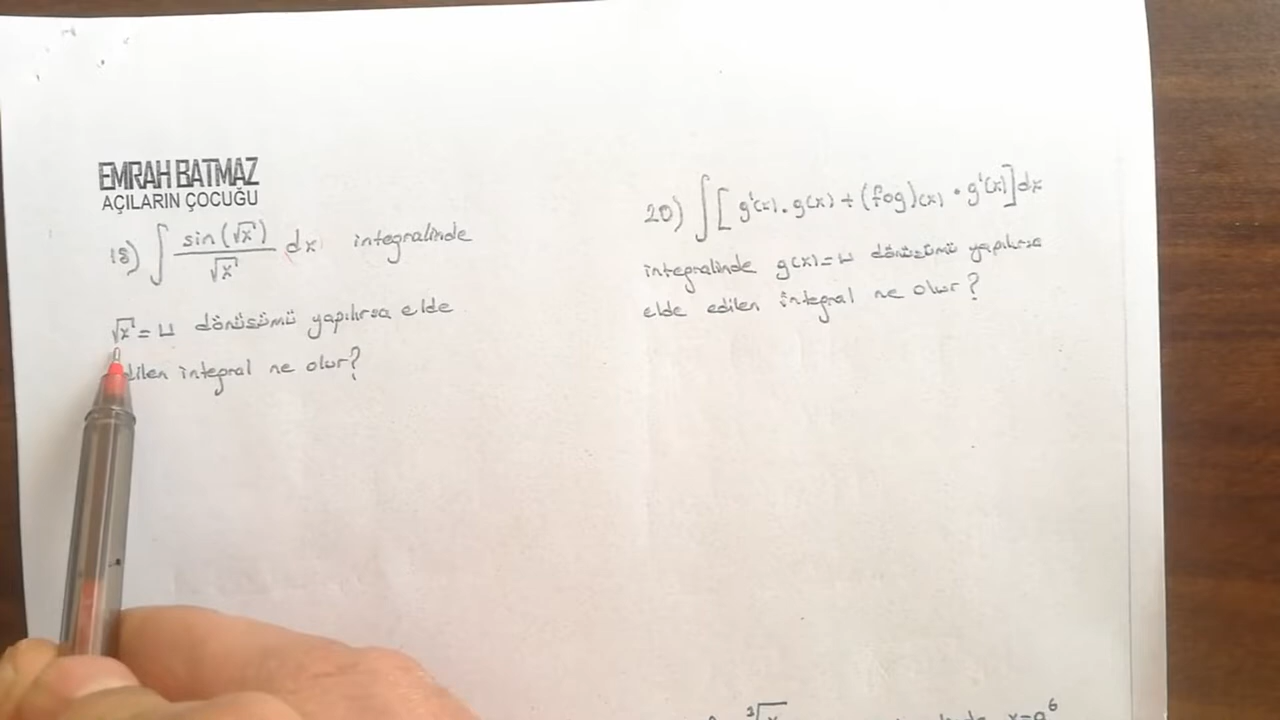 EMRAH BATMAZ
AÇILARIN ÇOCUĞU
18) ∫ sin(√x) / √x dx integralinde
√x = u dönüşümü yapılırsa elde
edilen integral ne olur?
20) ∫[g'(x).g(x) + (fog)(x) . g'(x)]dx
integralinde g(x)=u dönüşümü yapılırsa
elde edilen integral ne olur?
x=a⁶